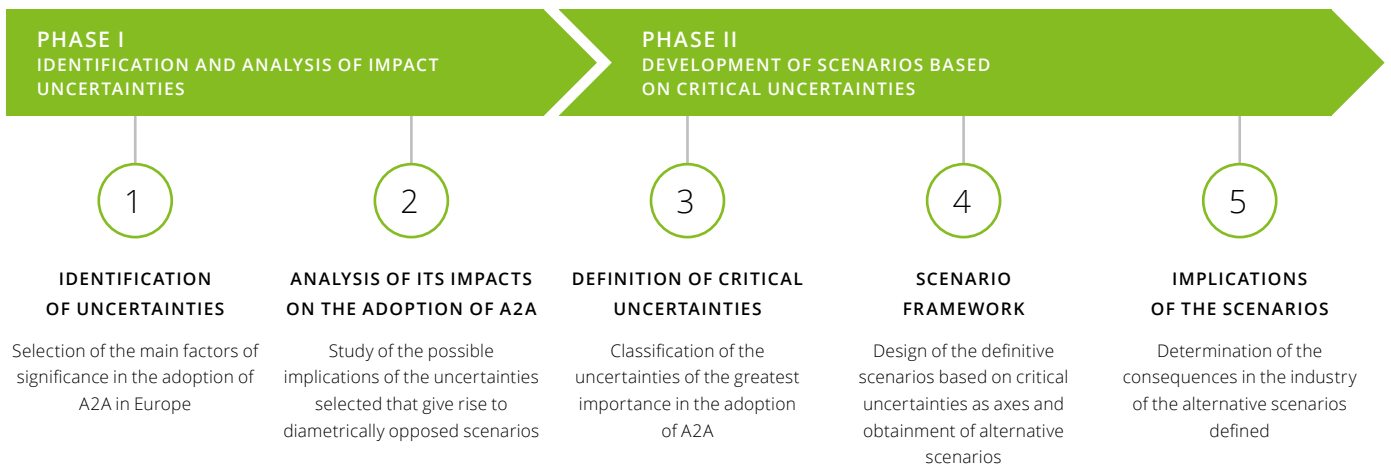 PHASE I
IDENTIFICATION AND ANALYSIS OF IMPACT
UNCERTAINTIES
PHASE II
DEVELOPMENT OF SCENARIOS BASED
ON CRITICAL UNCERTAINTIES
1
IDENTIFICATION
OF UNCERTAINTIES
Selection of the main factors of
significance in the adoption of
A2A in Europe
2
ANALYSIS OF ITS IMPACTS
ON THE ADOPTION OF A2A
Study of the possible
implications of the uncertainties
selected that give rise to
diametrically opposed scenarios
3
DEFINITION OF CRITICAL
UNCERTAINTIES
Classification of the
uncertainties of the greatest
importance in the adoption
of A2A
4
SCENARIO
FRAMEWORK
Design of the definitive
scenarios based on critical
uncertainties as axes and
obtainment of alternative
scenarios
5
IMPLICATIONS
OF THE SCENARIOS
Determination of the
consequences in the industry
of the alternative scenarios
defined